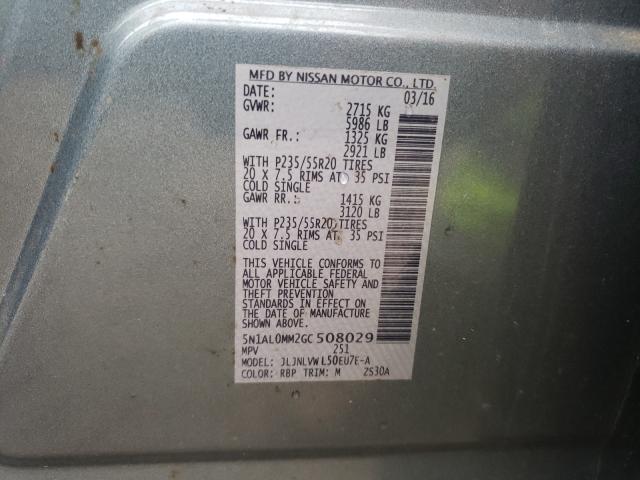 MFD BY NISSAN MOTOR CO., LTD
DATE: 03/16
GVWR: 2715 KG
5986 LB
GAWR FR.: 1325 KG
2921 LB
WITH P235/55R20 TIRES
20 X 7.5 RIMS AT 35 PSI
COLD SINGLE
GAWR RR.: 1415 KG
3120 LB
WITH P235/55R20 TIRES
20 X 7.5 RIMS AT 35 PSI
COLD SINGLE
THIS VEHICLE CONFORMS TO
ALL APPLICABLE FEDERAL
MOTOR VEHICLE SAFETY AND
THEFT PREVENTION
STANDARDS IN EFFECT ON
THE DATE OF MANUFACTURE
SHOWN ABOVE.
5N1AL0MM2GC508029
MPV 251
MODEL: JLJNLVWL50EU7E-A
COLOR: RBP TRIM: M 2S30A